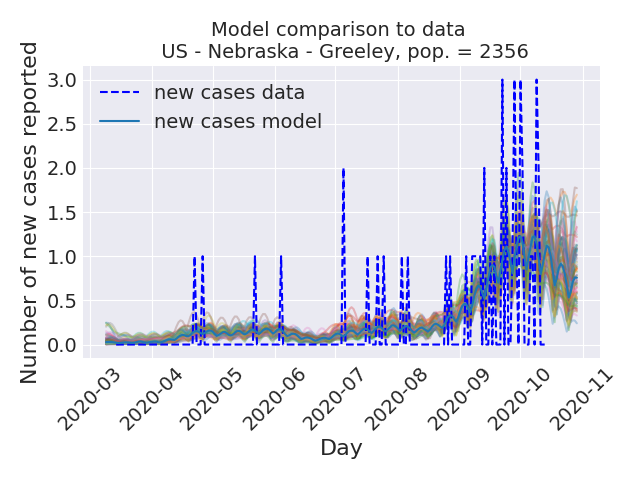 Model comparison to data
US - Nebraska - Greeley, pop. = 2356
Number of new cases reported
3.0
2.5
2.0
1.5
1.0
0.5
0.0
new cases data
new cases model
2020-03
2020-04
2020-05
2020-06
2020-07
2020-08
2020-09
2020-10
2020-11
Day